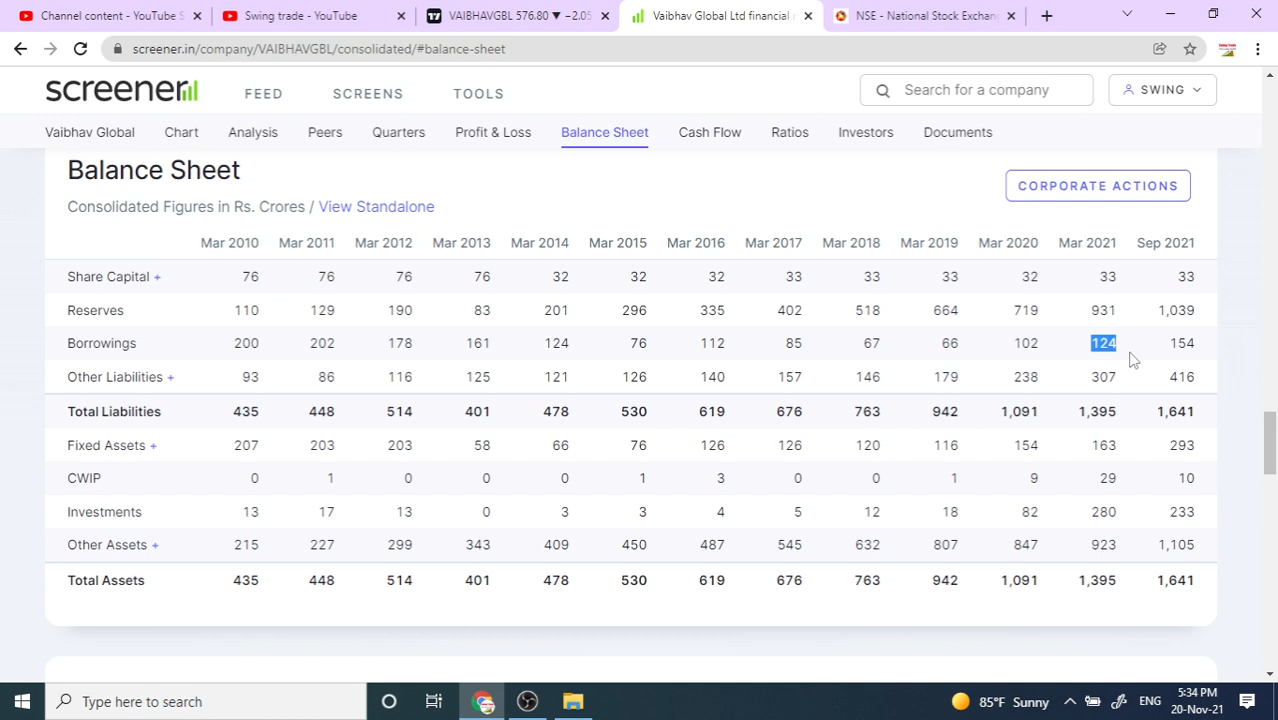 Channel content - YouTube S
Swing trade - YouTube
VAIBHAVGBL 576.80 ▼ −2.05
Vaibhav Global Ltd financial r
NSE - National Stock Exchan
screener.in/company/VAIBHAVGBL/consolidated/#balance-sheet
screener FEED SCREENS TOOLS Search for a company SWING
Vaibhav Global Chart Analysis Peers Quarters Profit & Loss Balance Sheet Cash Flow Ratios Investors Documents
Balance Sheet
CORPORATE ACTIONS
Consolidated Figures in Rs. Crores / View Standalone
Mar 2010 Mar 2011 Mar 2012 Mar 2013 Mar 2014 Mar 2015 Mar 2016 Mar 2017 Mar 2018 Mar 2019 Mar 2020 Mar 2021 Sep 2021
Share Capital + 76 76 76 76 32 32 32 33 33 33 32 33 33
Reserves 110 129 190 83 201 296 335 402 518 664 719 931 1,039
Borrowings 200 202 178 161 124 76 112 85 67 66 102 124 154
Other Liabilities + 93 86 116 125 121 126 140 157 146 179 238 307 416
Total Liabilities 435 448 514 401 478 530 619 676 763 942 1,091 1,395 1,641
Fixed Assets + 207 203 203 58 66 76 126 126 120 116 154 163 293
CWIP 0 1 0 0 0 1 3 0 0 1 9 29 10
Investments 13 17 13 0 3 3 4 5 12 18 82 280 233
Other Assets + 215 227 299 343 409 450 487 545 632 807 847 923 1,105
Total Assets 435 448 514 401 478 530 619 676 763 942 1,091 1,395 1,641
Type here to search
85°F Sunny
ENG
5:34 PM
20-Nov-21